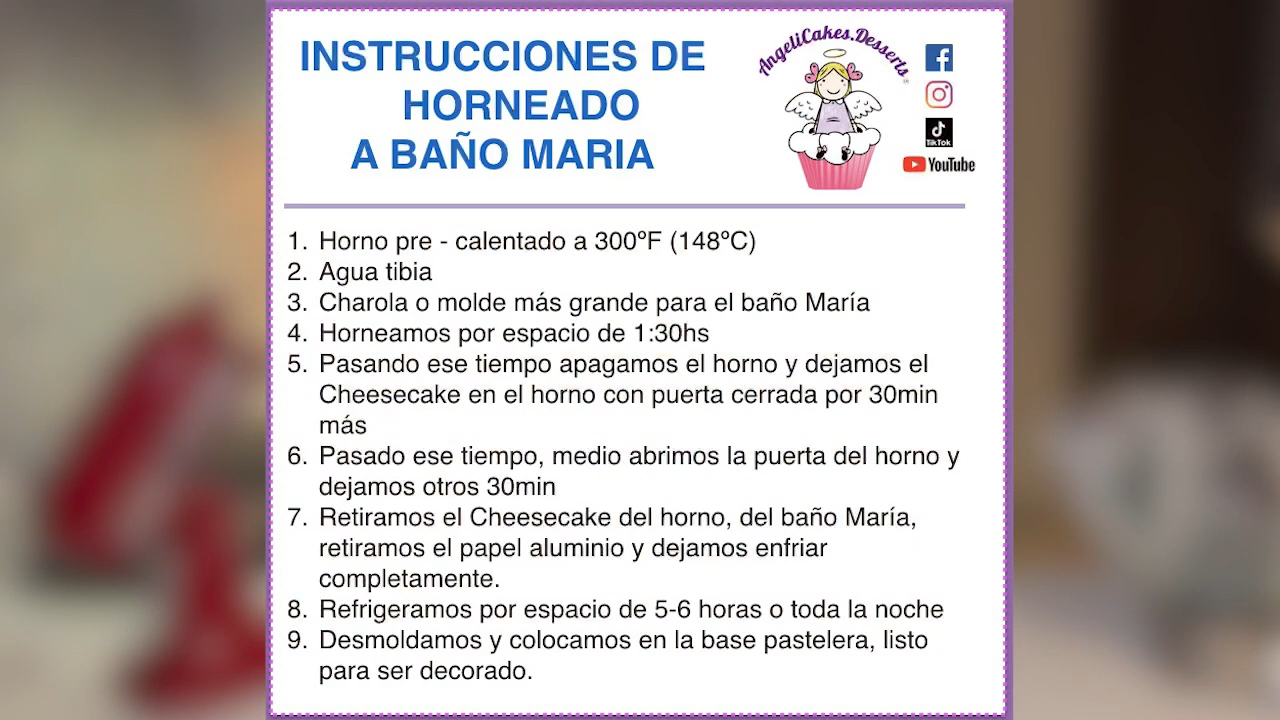 INSTRUCCIONES DE
HORNEADO
A BAÑO MARIA
AngeliCakes.Desserts
TikTok
YouTube
1. Horno pre - calentado a 300ºF (148ºC)
2. Agua tibia
3. Charola o molde más grande para el baño María
4. Horneamos por espacio de 1:30hs
5. Pasando ese tiempo apagamos el horno y dejamos el
Cheesecake en el horno con puerta cerrada por 30min
más
6. Pasado ese tiempo, medio abrimos la puerta del horno y
dejamos otros 30min
7. Retiramos el Cheesecake del horno, del baño María,
retiramos el papel aluminio y dejamos enfriar
completamente.
8. Refrigeramos por espacio de 5-6 horas o toda la noche
9. Desmoldamos y colocamos en la base pastelera, listo
para ser decorado.